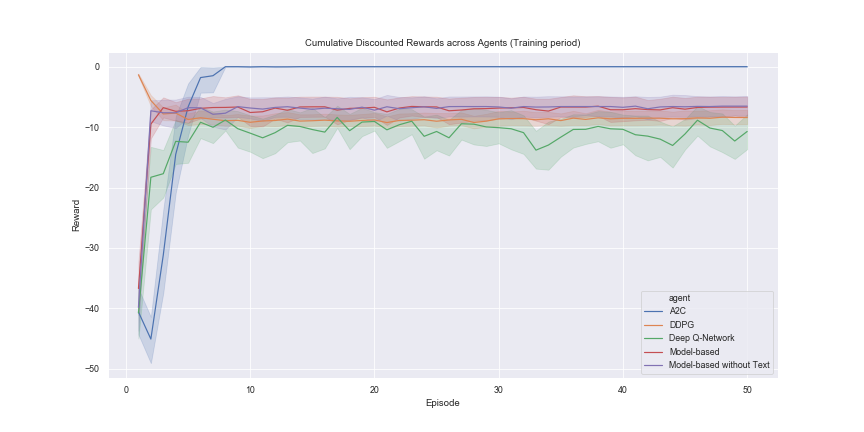 Cumulative Discounted Rewards across Agents (Training period)
0
−10
−20
−30
−40
−50
Reward
0
10
20
30
40
50
Episode
agent
A2C
DDPG
Deep Q-Network
Model-based
Model-based without Text